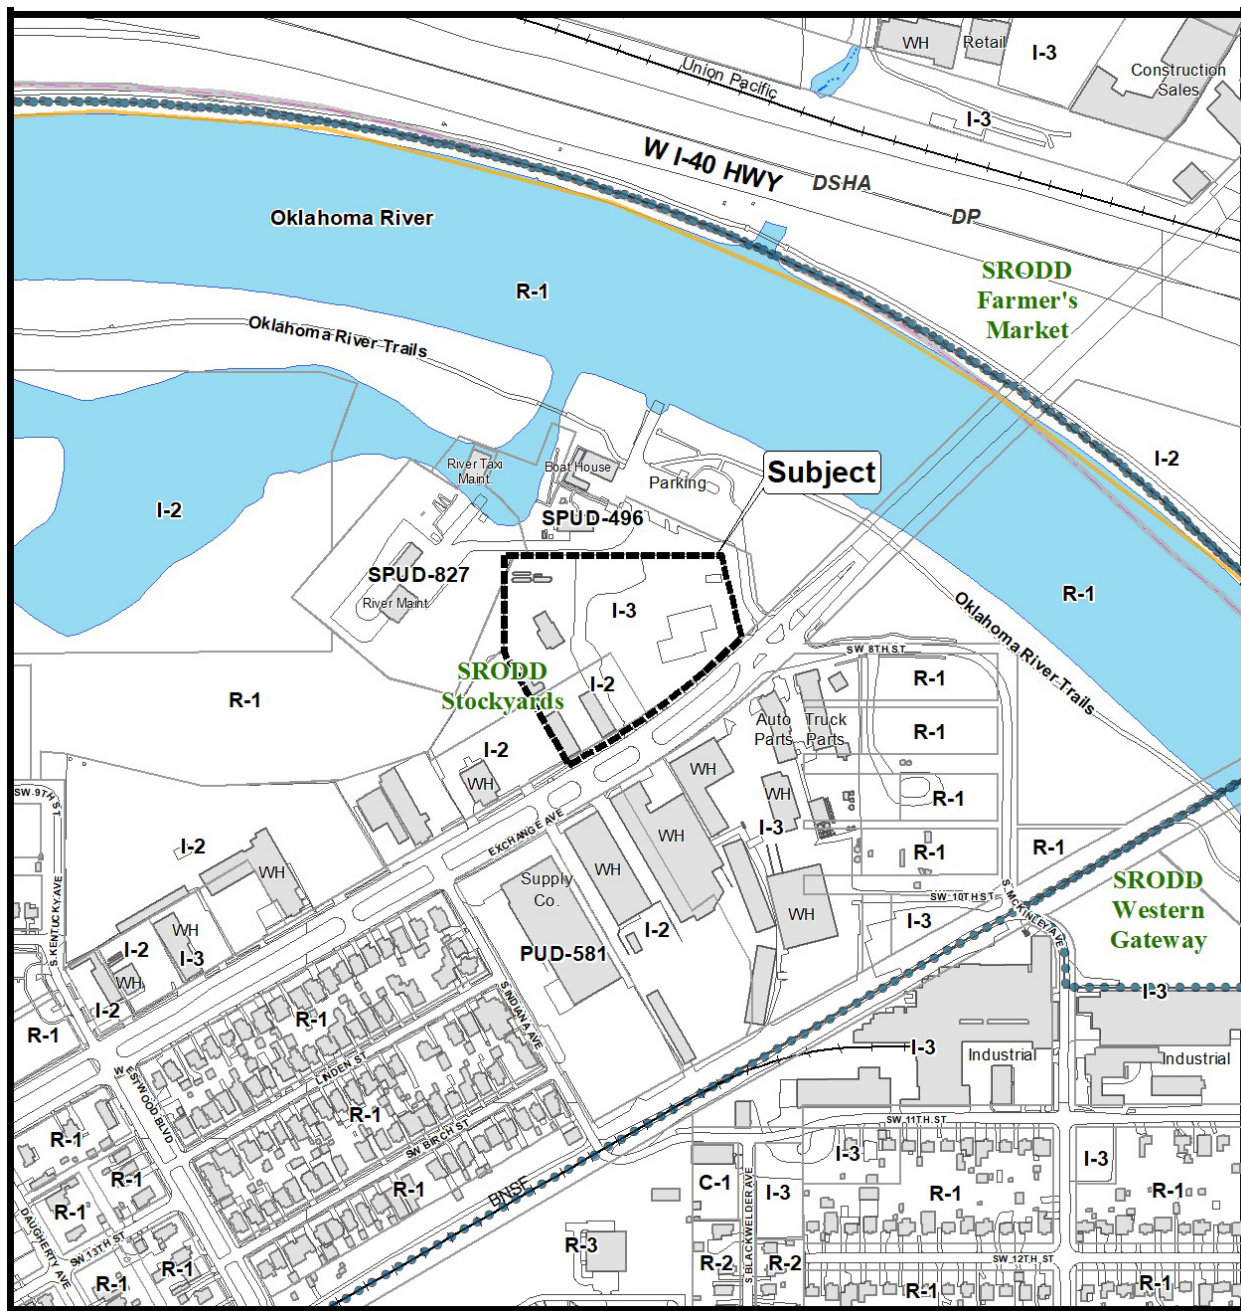 WH
Retail
I-3
Construction
Sales
Union Pacific
I-3
W I-40 HWY
DSHA
DP
Oklahoma River
SRODD
Farmer's
Market
R-1
Oklahoma River Trails
I-2
River Taxi
Maint.
Boat House
Parking
Subject
I-2
SPUD-496
SPUD-827
River Maint.
I-3
R-1
Oklahoma River Trails
SW 8TH ST
R-1
SRODD
Stockyards
I-2
R-1
R-1
Auto
Parts
Truck
Parts
I-2
WH
WH
WH
SW 9TH ST
R-1
I-3
EXCHANGE AVE
WH
R-1
R-1
I-2
WH
Supply
Co.
WH
SW 10TH ST
S MCKINLEY AVE
SRODD
Western
Gateway
S KENTUCKY AVE
WH
WH
I-3
I-2
I-2
I-3
PUD-581
WH
I-2
R-1
R-1
S INDIANA AVE
I-3
I-3
Industrial
Industrial
LINDEN ST
WESTWOOD BLVD
R-1
SW BIRCH ST
SW 11TH ST
R-1
R-1
R-1
BNSF
C-1
S BLACKWELDER AVE
I-3
I-3
R-1
I-3
R-1
R-1
DAUGHERTY AVE
SW 13TH ST
R-1
R-1
R-3
R-2
R-2
SW 12TH ST
R-1
R-1